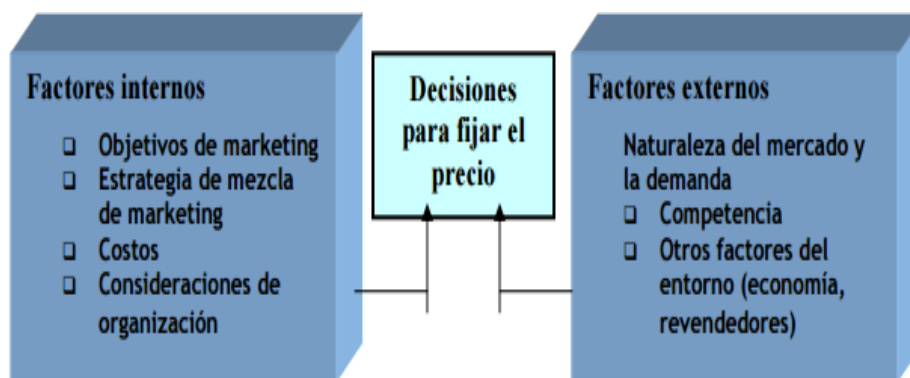 Factores internos
❑ Objetivos de marketing
❑ Estrategia de mezcla
de marketing
❑ Costos
❑ Consideraciones de
organización
Decisiones
para fijar el
precio
Factores externos
Naturaleza del mercado y
la demanda
❑ Competencia
❑ Otros factores del
entorno (economía,
revendedores)